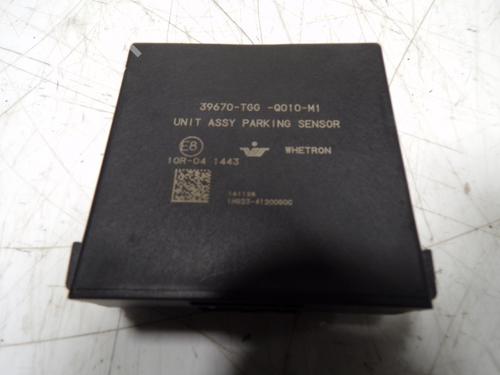 39670-TGG -Q010-M1
UNIT ASSY PARKING SENSOR
E8
WHETRON
10R-04 1443